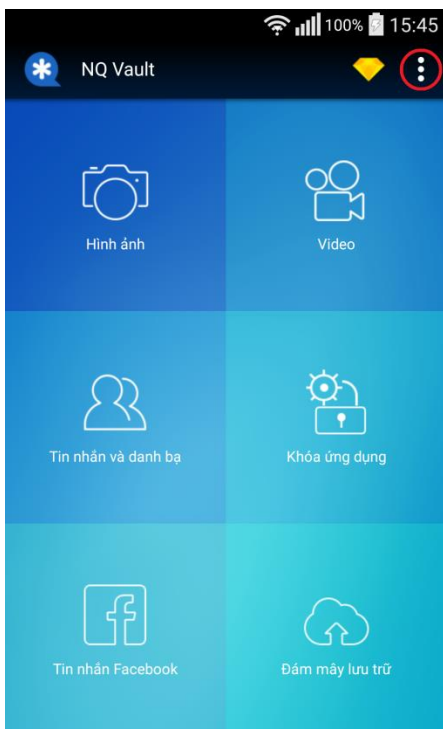 100% 15:45
NQ Vault
Hình ảnh
Video
Tin nhắn và danh bạ
Khóa ứng dụng
Tin nhắn Facebook
Đám mây lưu trữ